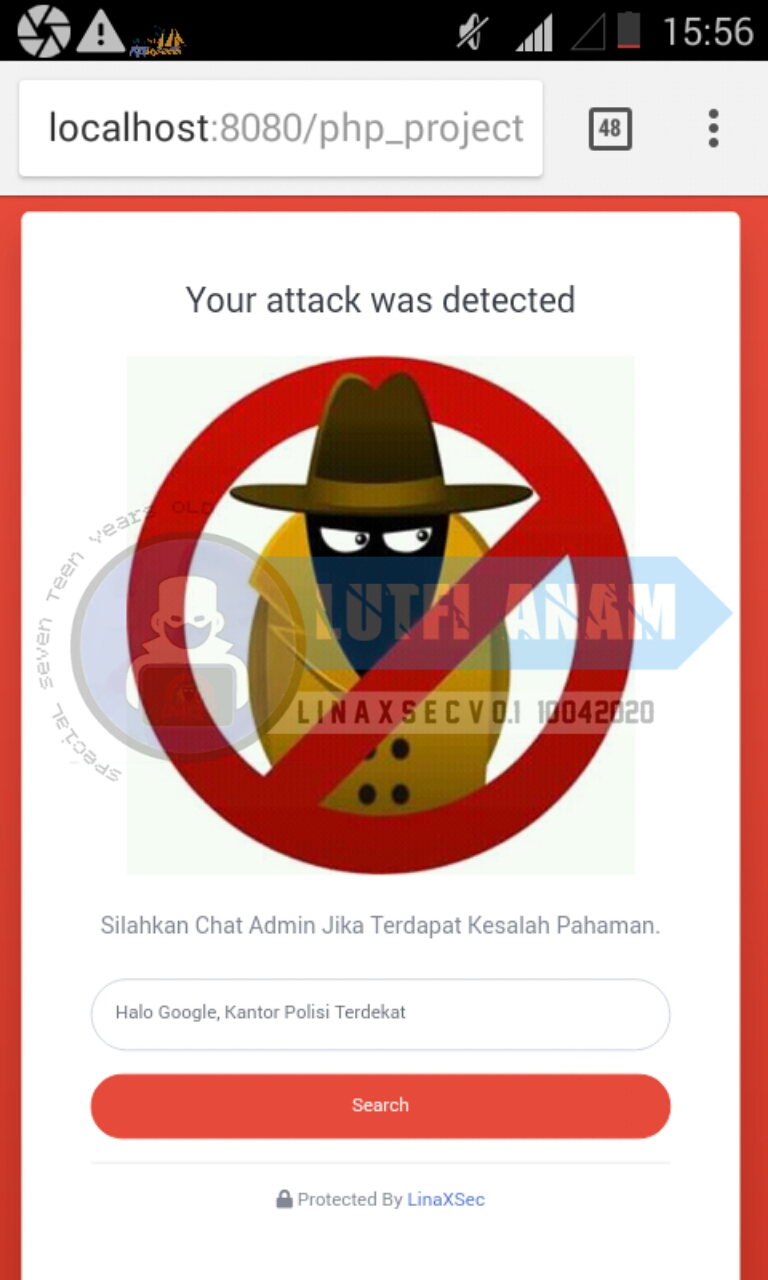 15:56
localhost:8080/php_project
48
Your attack was detected
special seven Teen years OLD
LUTFI ANAM
LINAXSECV0.1 10042020
Silahkan Chat Admin Jika Terdapat Kesalah Pahaman.
Halo Google, Kantor Polisi Terdekat
Search
Protected By LinaXSec